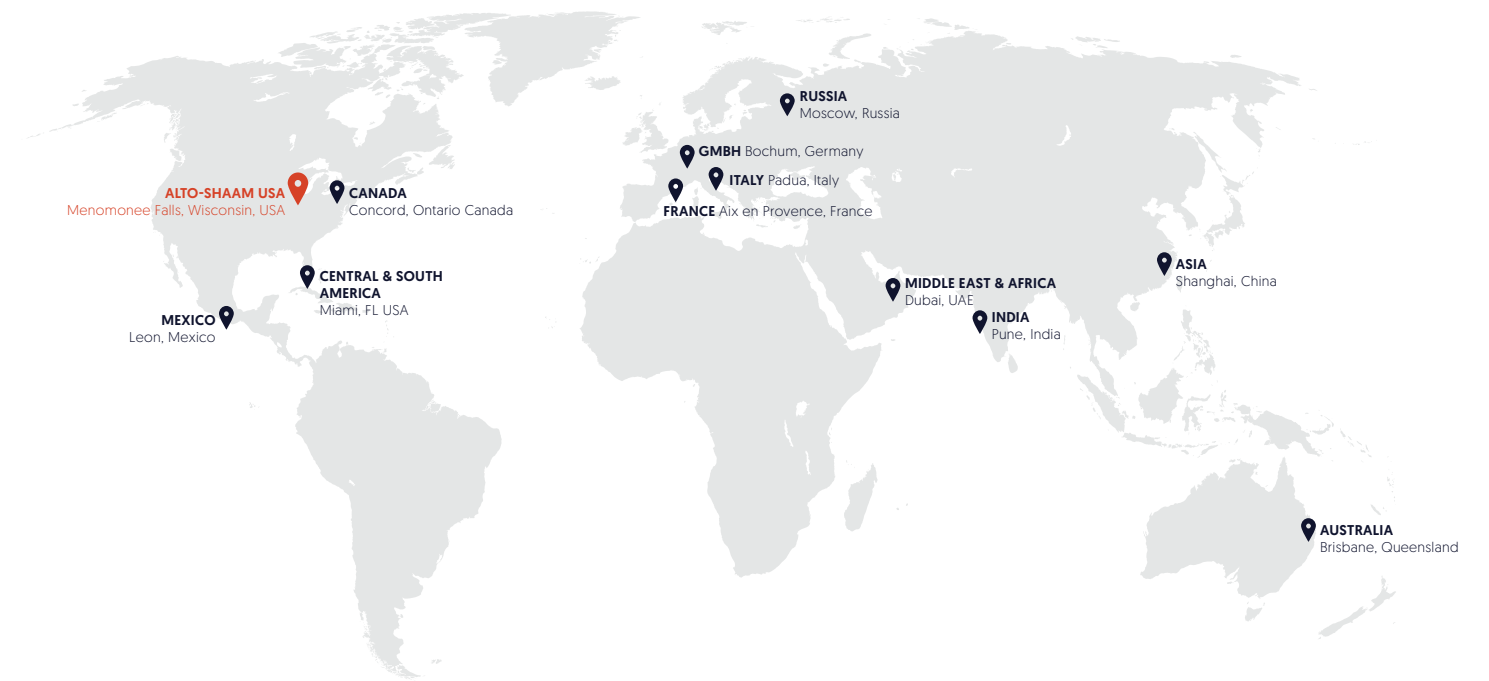 RUSSIA
Moscow, Russia
GMBH Bochum, Germany
ITALY Padua, Italy
FRANCE Aix en Provence, France
ALTO-SHAAM USA
Menomonee Falls, Wisconsin, USA
CANADA
Concord, Ontario Canada
CENTRAL & SOUTH
AMERICA
Miami, FL USA
MEXICO
Leon, Mexico
MIDDLE EAST & AFRICA
Dubai, UAE
INDIA
Pune, India
ASIA
Shanghai, China
AUSTRALIA
Brisbane, Queensland